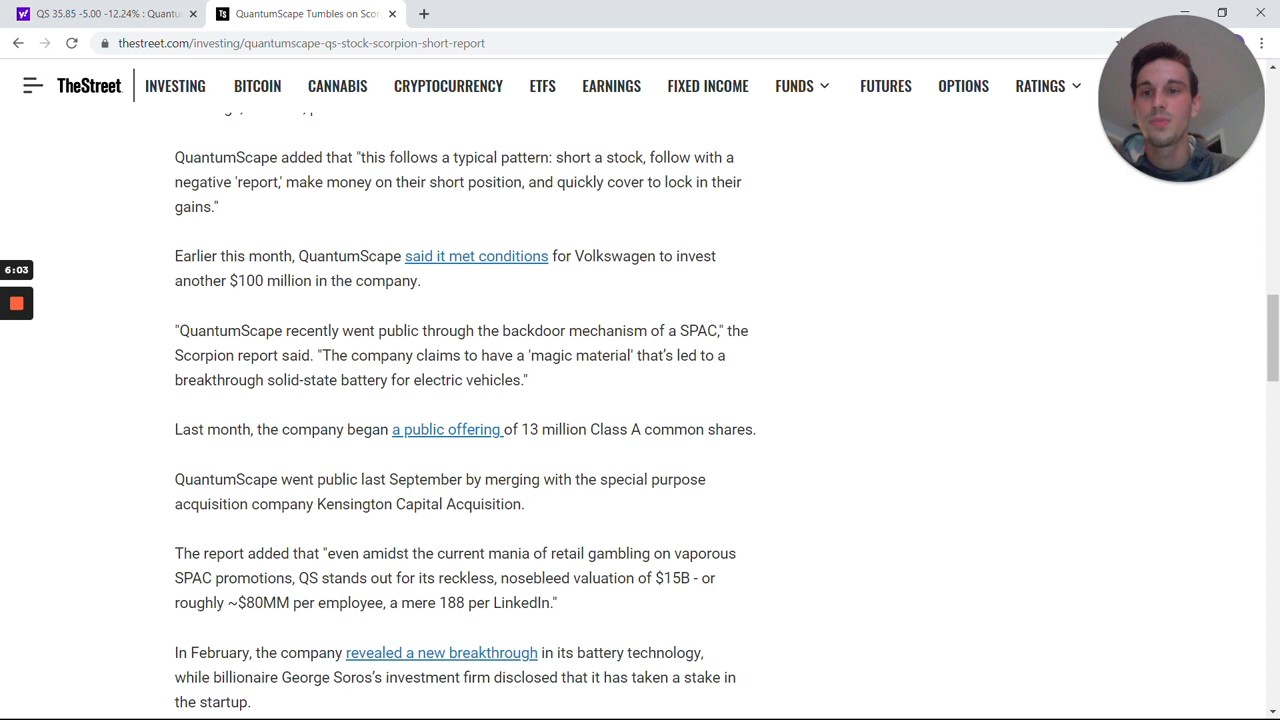 QS 35.85 -5.00 -12.24% : Quantu
QuantumScape Tumbles on Scor
thestreet.com/investing/quantumscape-qs-stock-scorpion-short-report
TheStreet
INVESTING BITCOIN CANNABIS CRYPTOCURRENCY ETFS EARNINGS FIXED INCOME FUNDS FUTURES OPTIONS RATINGS
QuantumScape added that "this follows a typical pattern: short a stock, follow with a
negative 'report,' make money on their short position, and quickly cover to lock in their
gains."
Earlier this month, QuantumScape said it met conditions for Volkswagen to invest
another $100 million in the company.
6:03
"QuantumScape recently went public through the backdoor mechanism of a SPAC," the
Scorpion report said. "The company claims to have a 'magic material' that’s led to a
breakthrough solid-state battery for electric vehicles."
Last month, the company began a public offering of 13 million Class A common shares.
QuantumScape went public last September by merging with the special purpose
acquisition company Kensington Capital Acquisition.
The report added that "even amidst the current mania of retail gambling on vaporous
SPAC promotions, QS stands out for its reckless, nosebleed valuation of $15B - or
roughly ~$80MM per employee, a mere 188 per LinkedIn."
In February, the company revealed a new breakthrough in its battery technology,
while billionaire George Soros’s investment firm disclosed that it has taken a stake in
the startup.